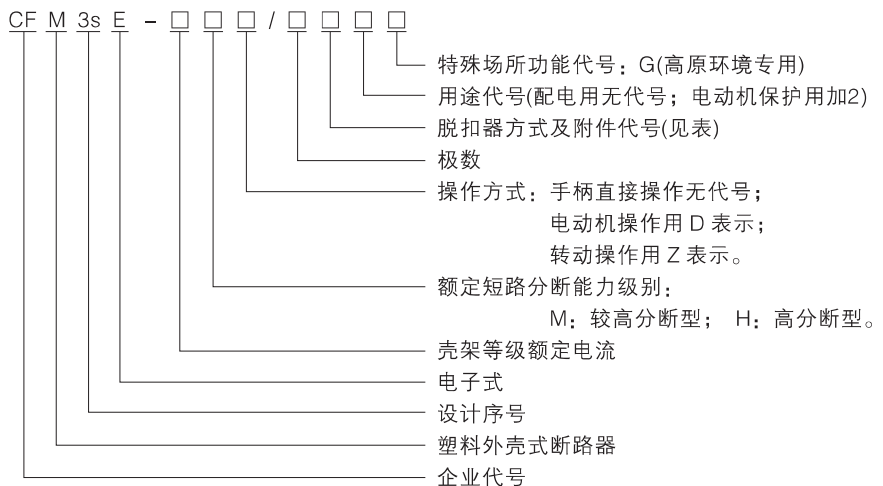 CF M 3s E - □ □ □ / □ □ □ □
特殊场所功能代号：G(高原环境专用)
用途代号(配电用无代号；电动机保护用加2)
脱扣器方式及附件代号(见表)
极数
操作方式：手柄直接操作无代号；
电动机操作用 D 表示；
转动操作用 Z 表示。
额定短路分断能力级别：
M：较高分断型； H：高分断型。
壳架等级额定电流
电子式
设计序号
塑料外壳式断路器
企业代号